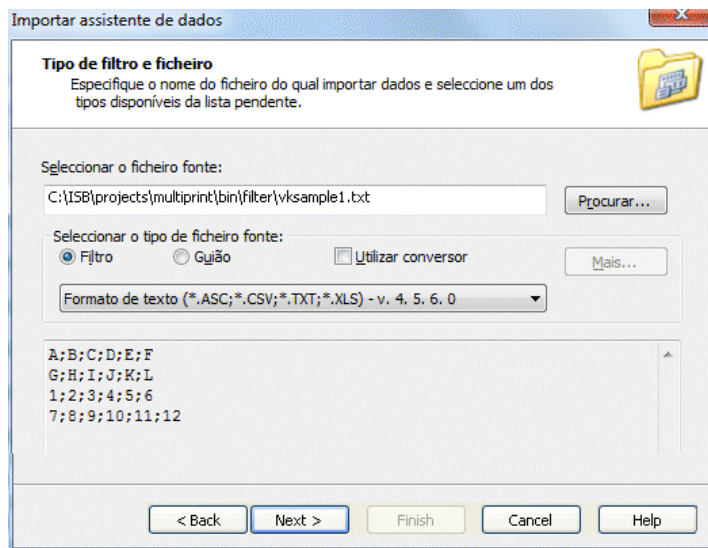 Importar assistente de dados
Tipo de filtro e ficheiro
Especifique o nome do ficheiro do qual importar dados e seleccione um dos
tipos disponíveis da lista pendente.
Seleccionar o ficheiro fonte:
C:\ISB\projects\multiprint\bin\filter\vksample1.txt
Procurar...
Seleccionar o tipo de ficheiro fonte:
Filtro
Guião
Utilizar conversor
Mais...
Formato de texto (*.ASC;*.CSV;*.TXT;*.XLS) - v. 4. 5. 6. 0
A;B;C;D;E;F
G;H;I;J;K;L
1;2;3;4;5;6
7;8;9;10;11;12
< Back
Next >
Finish
Cancel
Help